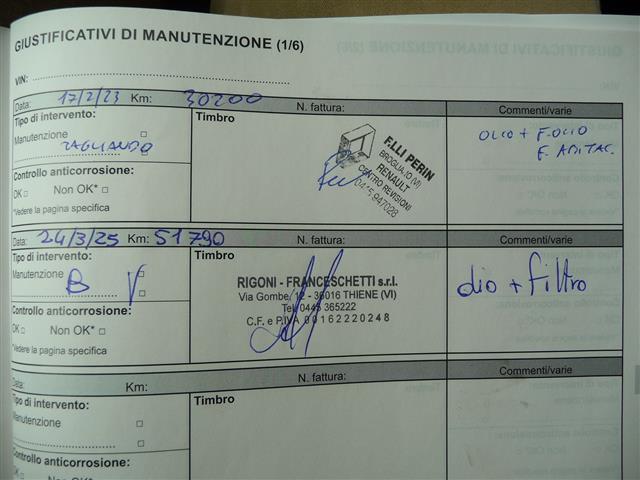 GIUSTIFICATIVI DI MANUTENZIONE (1/6)
VIN:
Data: 17/2/23 Km: 30200 N. fattura: Commenti/varie
Tipo di intervento:
Manutenzione
TAGLIANDO
Controllo anticorrosione:
OK Non OK*
*Vedere la pagina specifica
Timbro
F.LLI PERIN
RENAULT
CENTRO REVISIONI
0445 947028
OLIO + F. OLIO
F. ABITAC.
Data: 24/3/25 Km: 51790 N. fattura: Commenti/varie
Tipo di intervento:
Manutenzione
B V
Controllo anticorrosione:
OK Non OK*
*Vedere la pagina specifica
Timbro
RIGONI - FRANCESCHETTI s.r.l.
Via Gombe, 12 - 36016 THIENE (VI)
Tel. 0445 365222
C.F. e P.IVA 00162220248
olio + filtro
Data: Km: N. fattura: Commenti/varie
Tipo di intervento:
Manutenzione
Controllo anticorrosione:
Timbro